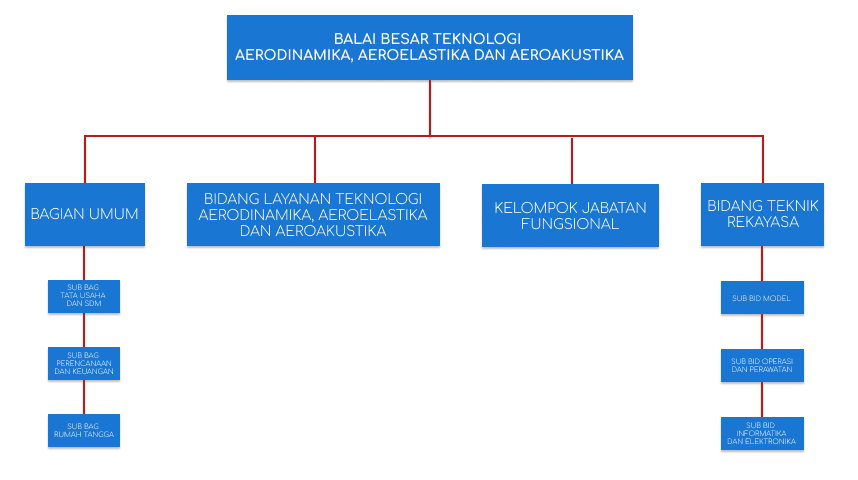 BALAI BESAR TEKNOLOGI
AERODINAMIKA, AEROELASTIKA DAN AEROAKUSTIKA
BAGIAN UMUM
BIDANG LAYANAN TEKNOLOGI
AERODINAMIKA, AEROELASTIKA
DAN AEROAKUSTIKA
KELOMPOK JABATAN
FUNGSIONAL
BIDANG TEKNIK
REKAYASA
SUB BAG
TATA USAHA
DAN SDM
SUB BAG
PERENCANAAN
DAN KEUANGAN
SUB BAG
RUMAH TANGGA
SUB BID MODEL
SUB BID OPERASI
DAN PERAWATAN
SUB BID
INFORMATIKA
DAN ELEKTRONIKA